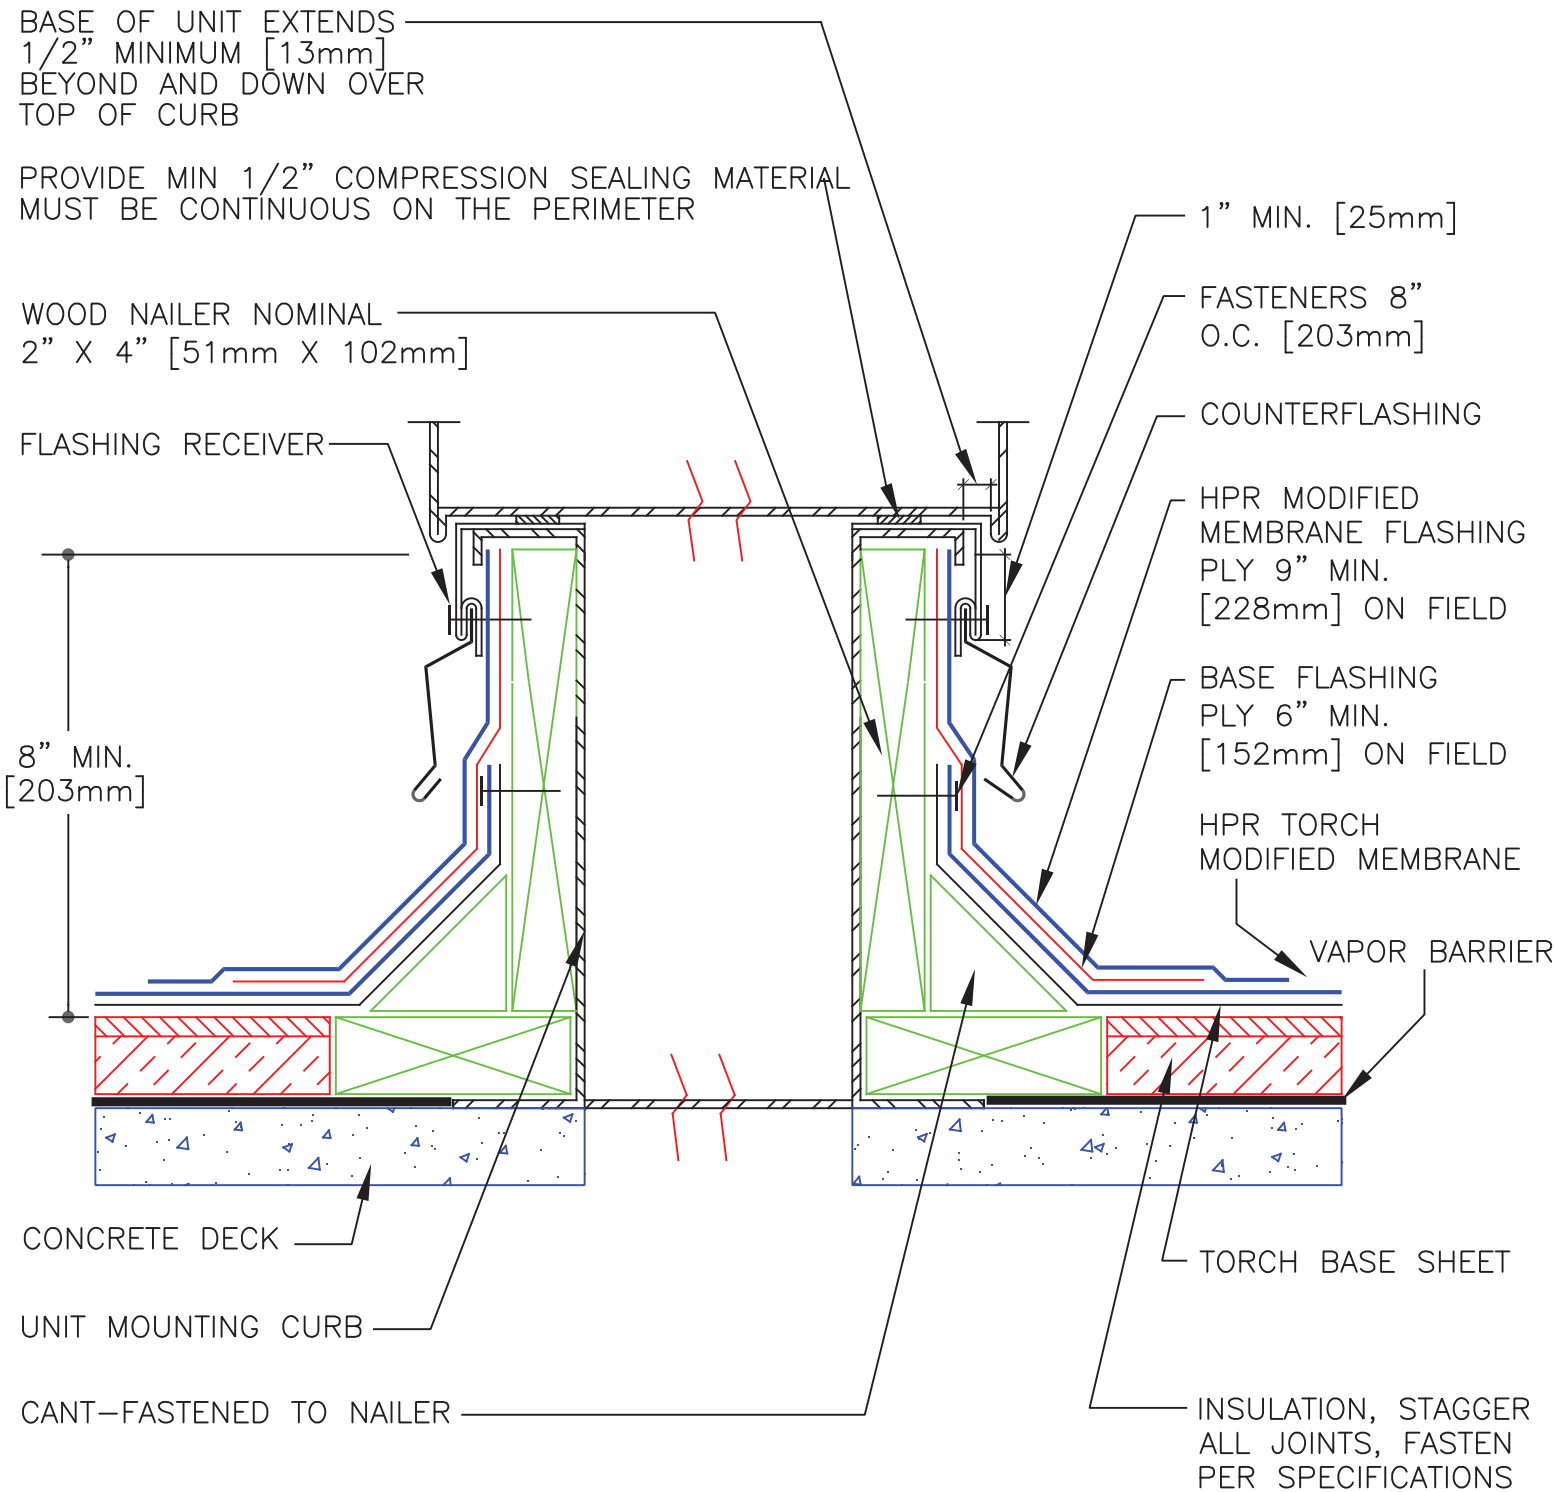 BASE OF UNIT EXTENDS
1/2” MINIMUM [13mm]
BEYOND AND DOWN OVER
TOP OF CURB
PROVIDE MIN 1/2” COMPRESSION SEALING MATERIAL
MUST BE CONTINUOUS ON THE PERIMETER
WOOD NAILER NOMINAL
2” X 4” [51mm X 102mm]
FLASHING RECEIVER
8” MIN.
[203mm]
CONCRETE DECK
UNIT MOUNTING CURB
CANT-FASTENED TO NAILER
1” MIN. [25mm]
FASTENERS 8”
O.C. [203mm]
COUNTERFLASHING
HPR MODIFIED
MEMBRANE FLASHING
PLY 9” MIN.
[228mm] ON FIELD
BASE FLASHING
PLY 6” MIN.
[152mm] ON FIELD
HPR TORCH
MODIFIED MEMBRANE
VAPOR BARRIER
TORCH BASE SHEET
INSULATION, STAGGER
ALL JOINTS, FASTEN
PER SPECIFICATIONS